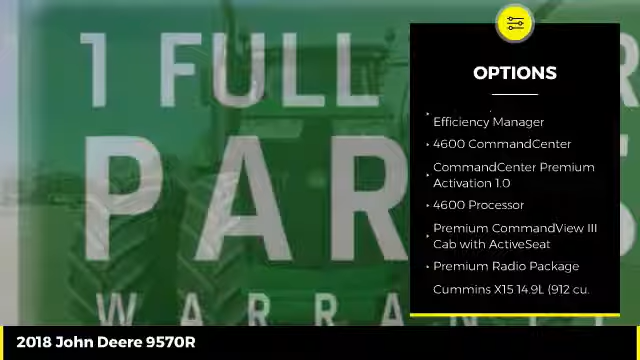 1 FULL
R
PAR
WARRANT
OPTIONS
Efficiency Manager
• 4600 CommandCenter
• CommandCenter Premium
Activation 1.0
• 4600 Processor
• Premium CommandView III
Cab with ActiveSeat
• Premium Radio Package
Cummins X15 14.9L (912 cu.
2018 John Deere 9570R